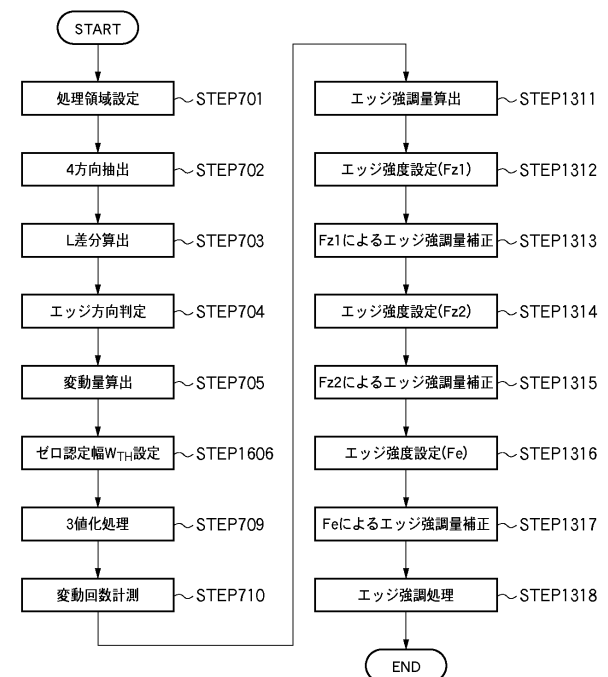 START
処理領域設定 STEP701
4方向抽出 STEP702
L差分算出 STEP703
エッジ方向判定 STEP704
変動量算出 STEP705
ゼロ認定幅WTH設定 STEP1606
3値化処理 STEP709
変動回数計測 STEP710
エッジ強調量算出 STEP1311
エッジ強度設定(Fz1) STEP1312
Fz1によるエッジ強調量補正 STEP1313
エッジ強度設定(Fz2) STEP1314
Fz2によるエッジ強調量補正 STEP1315
エッジ強度設定(Fe) STEP1316
Feによるエッジ強調量補正 STEP1317
エッジ強調処理 STEP1318
END